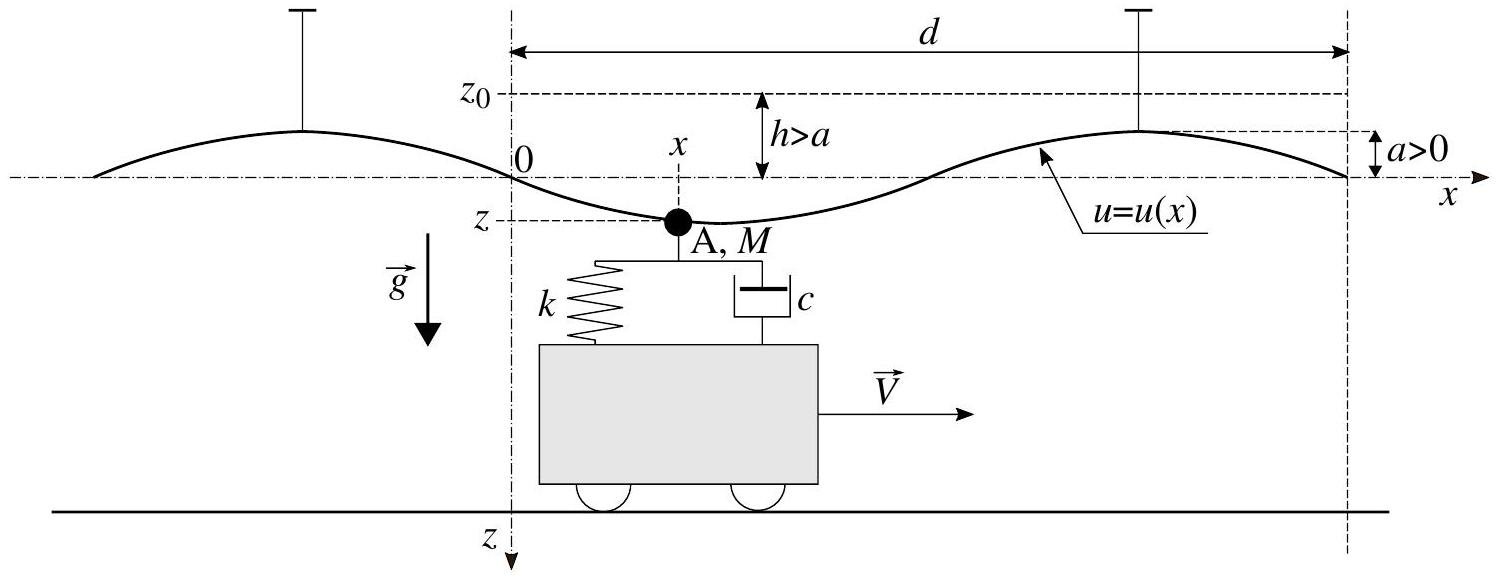 d
z₀
h>a
x
0
a>0
x
z
u=u(x)
A, M
g⃗
k
c
V⃗
z